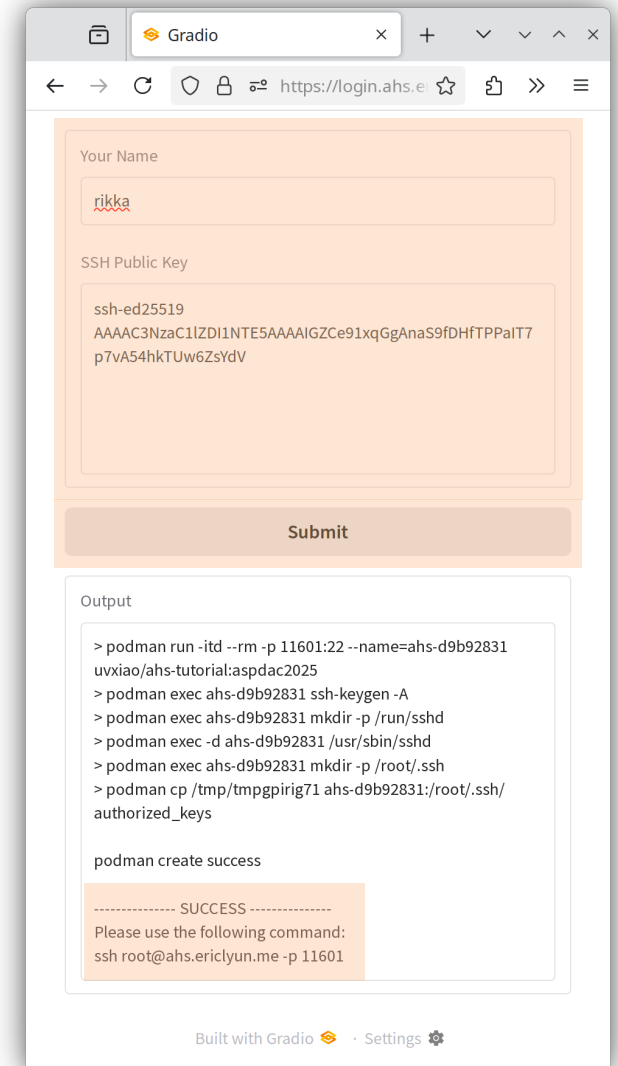 Gradio
https://login.ahs.e
Your Name
rikka
SSH Public Key
ssh-ed25519
AAAAC3NzaC1lZDI1NTE5AAAAIGZCe91xqGgAnaS9fDHfTPPaIT7
p7vA54hkTUw6ZsYdV
Submit
Output
> podman run -itd --rm -p 11601:22 --name=ahs-d9b92831
uvxiao/ahs-tutorial:aspdac2025
> podman exec ahs-d9b92831 ssh-keygen -A
> podman exec ahs-d9b92831 mkdir -p /run/sshd
> podman exec -d ahs-d9b92831 /usr/sbin/sshd
> podman exec ahs-d9b92831 mkdir -p /root/.ssh
> podman cp /tmp/tmpgpirig71 ahs-d9b92831:/root/.ssh/
authorized_keys
podman create success
--------------- SUCCESS ---------------
Please use the following command:
ssh root@ahs.ericlyun.me -p 11601
Built with Gradio · Settings